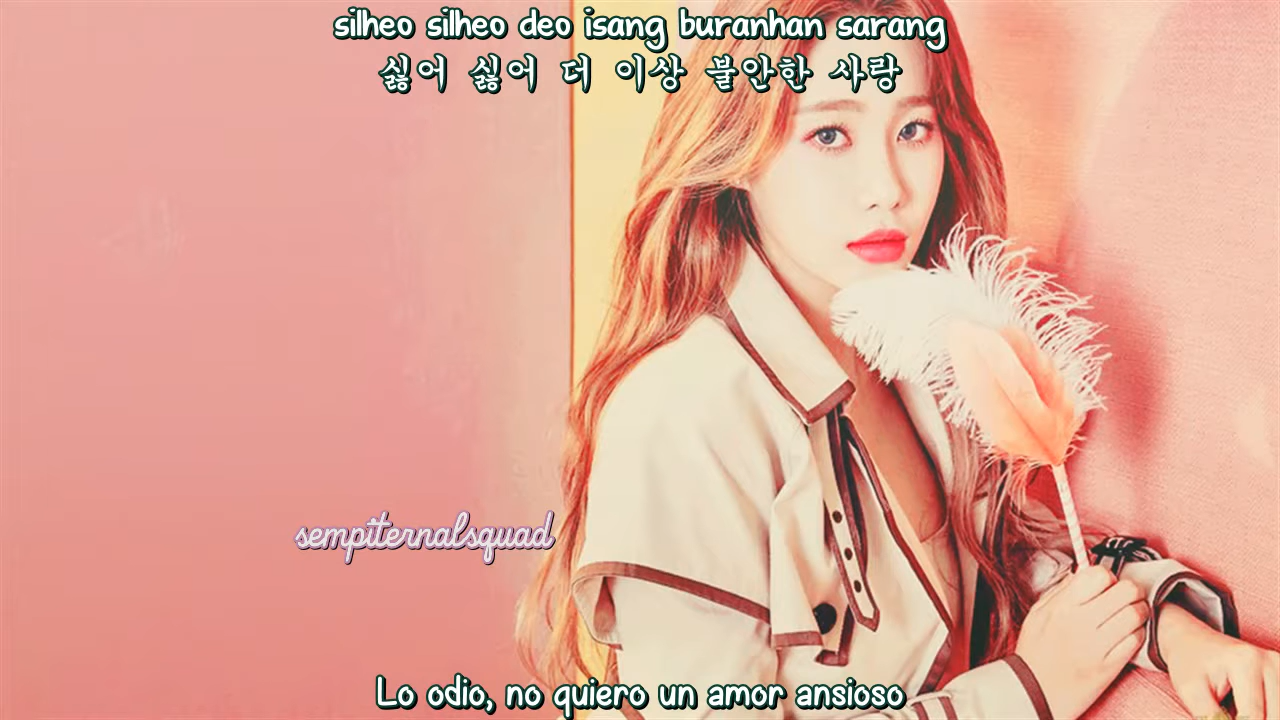 silheo silheo deo isang buranhan sarang
싫어 싫어 더 이상 불안한 사랑
sempiternalsquad
Lo odio, no quiero un amor ansioso